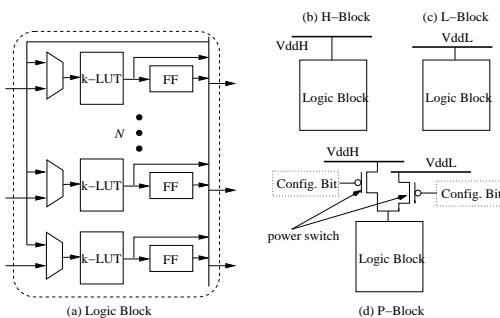 k−LUT
FF
N
k−LUT
FF
k−LUT
FF
(a) Logic Block
(b) H−Block
VddH
Logic Block
(c) L−Block
VddL
Logic Block
VddH
VddL
Config. Bit
Config. Bit
power switch
Logic Block
(d) P−Block